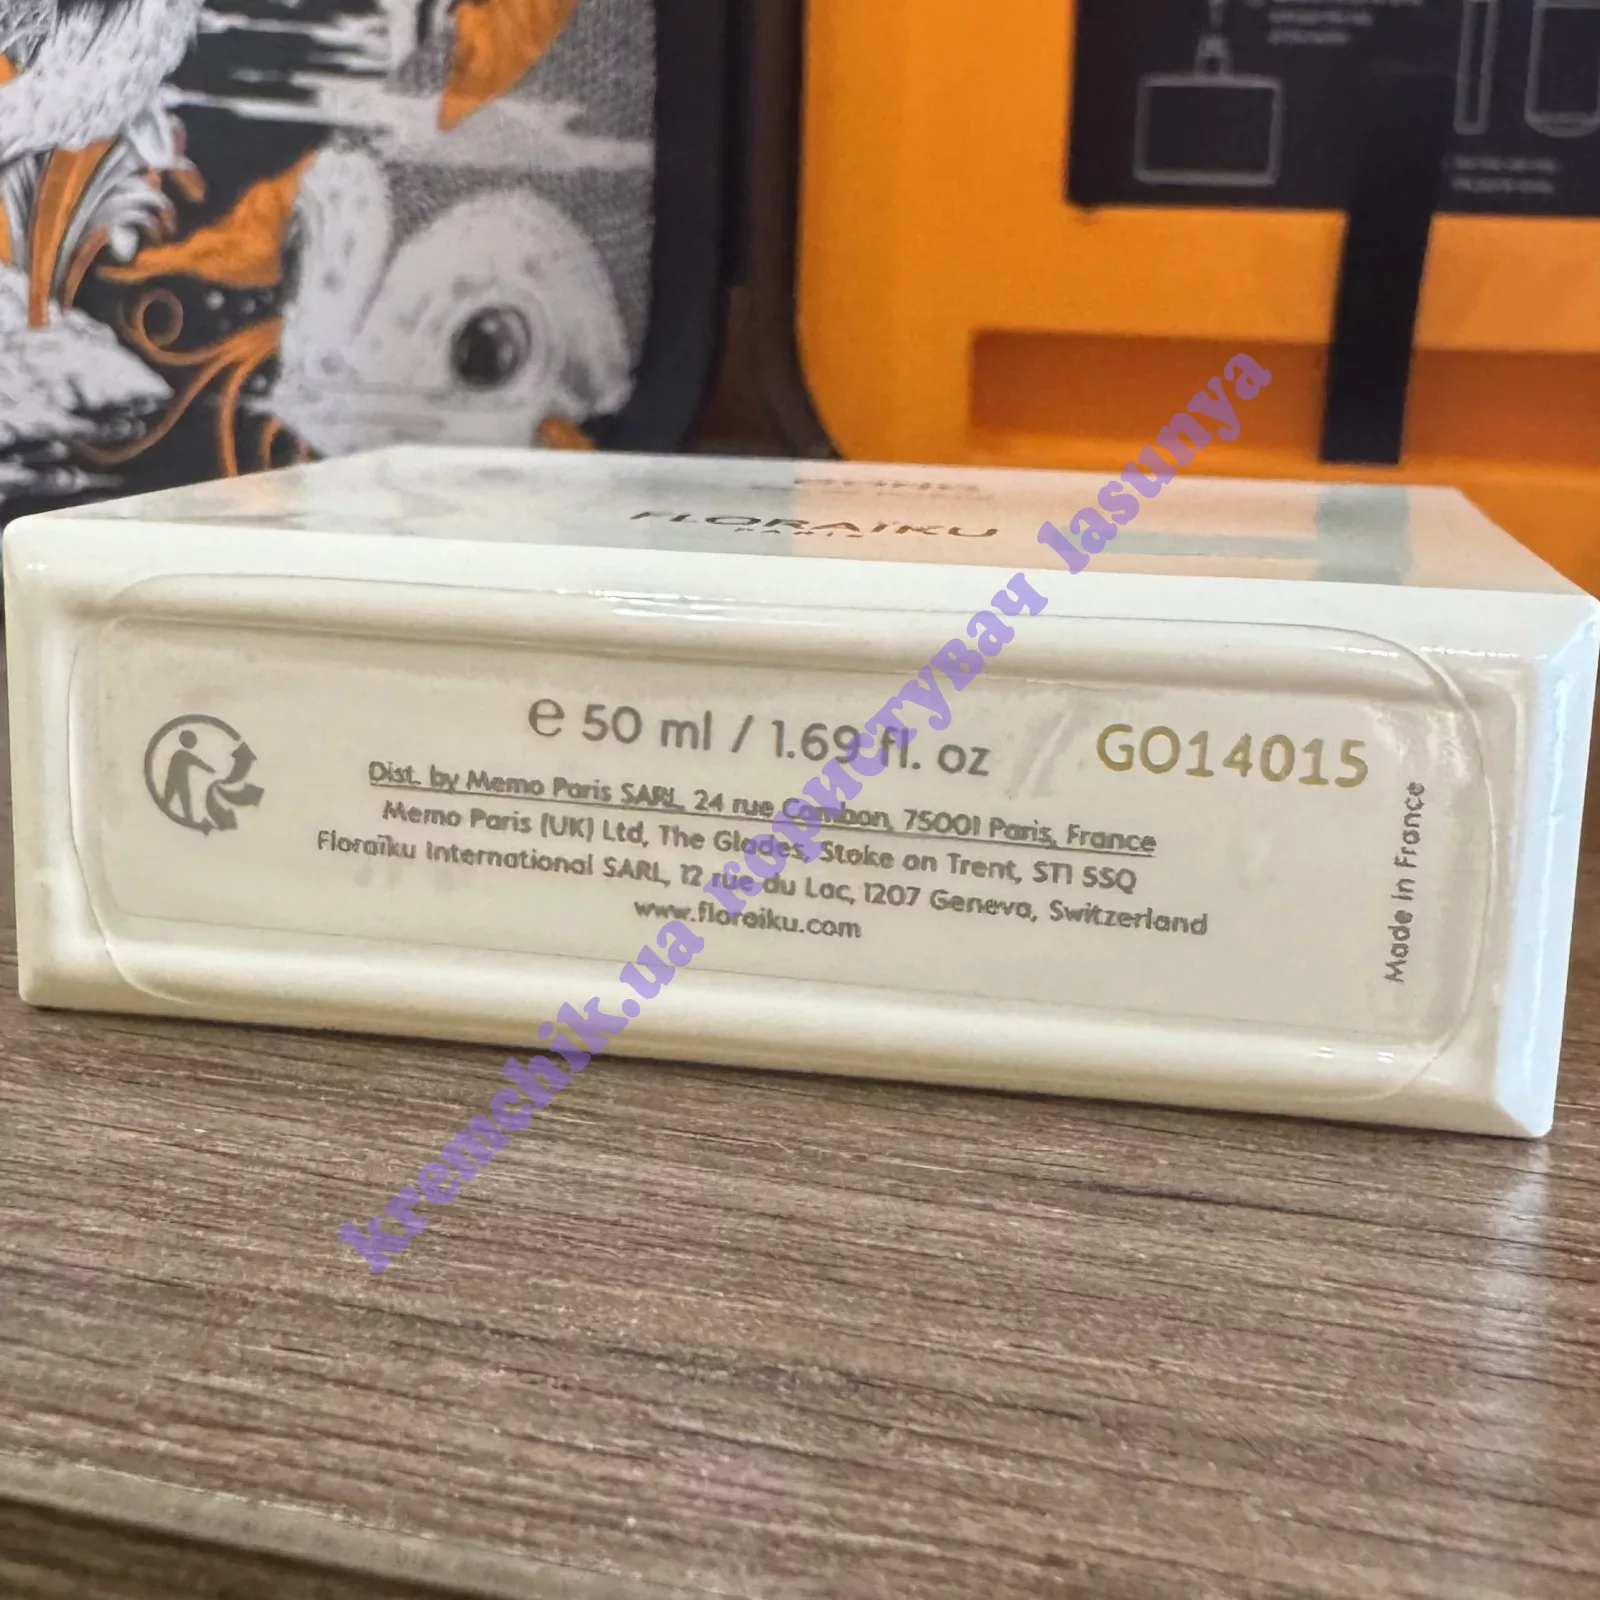 FLORAÏKU
PARIS
e 50 ml / 1.69 fl. oz
GO14015
Dist. by Memo Paris SARL, 24 rue Cambon, 75001 Paris, France
Memo Paris (UK) Ltd, The Glades, Stoke on Trent, ST1 5SQ
Floraïku International SARL, 12 rue du Lac, 1207 Geneva, Switzerland
www.floraiku.com
Made in France
kremchik.ua користувач lasunya